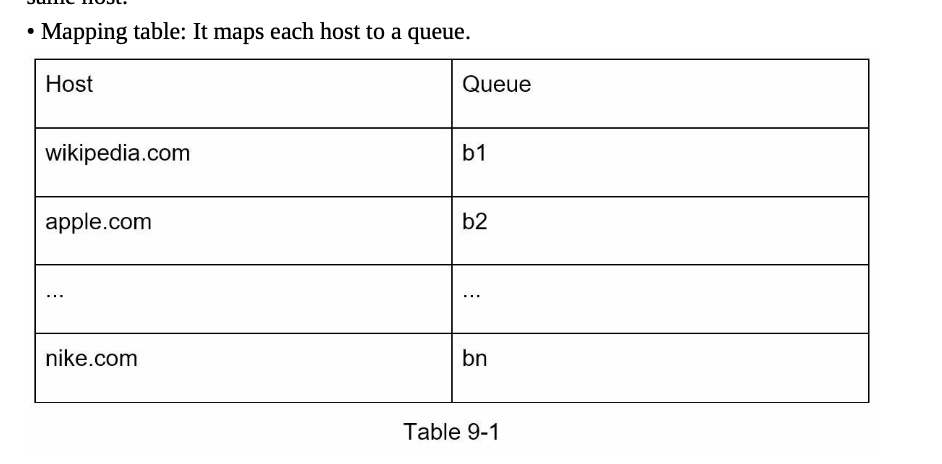 • Mapping table: It maps each host to a queue.
Host Queue
wikipedia.com b1
apple.com b2
... ...
nike.com bn
Table 9-1